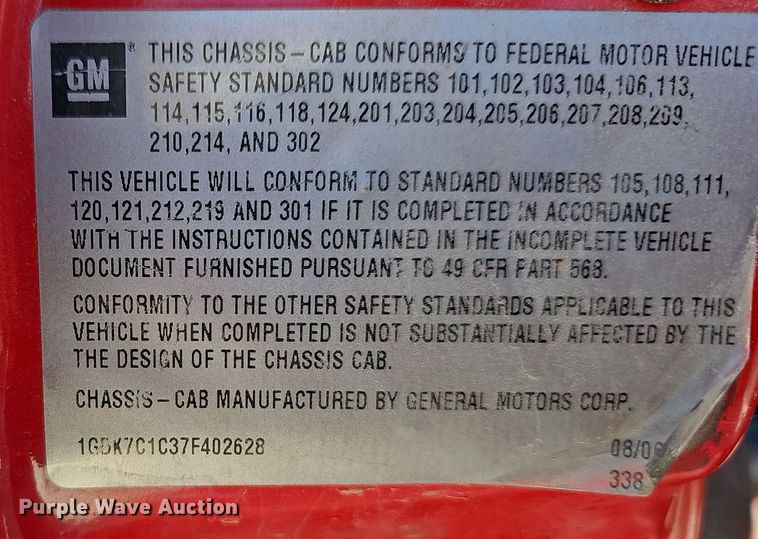 GM® THIS CHASSIS – CAB CONFORMS TO FEDERAL MOTOR VEHICLE
SAFETY STANDARD NUMBERS 101,102,103,104,106,113,
114,115,116,118,124,201,203,204,205,206,207,208,209,
210,214, AND 302
THIS VEHICLE WILL CONFORM TO STANDARD NUMBERS 105,108,111,
120,121,212,219 AND 301 IF IT IS COMPLETED IN ACCORDANCE
WITH THE INSTRUCTIONS CONTAINED IN THE INCOMPLETE VEHICLE
DOCUMENT FURNISHED PURSUANT TO 49 CFR PART 568.
CONFORMITY TO THE OTHER SAFETY STANDARDS APPLICABLE TO THIS
VEHICLE WHEN COMPLETED IS NOT SUBSTANTIALLY AFFECTED BY THE
THE DESIGN OF THE CHASSIS CAB.
CHASSIS – CAB MANUFACTURED BY GENERAL MOTORS CORP.
1GDK7C1C37F402628 08/06
338
Purple Wave Auction